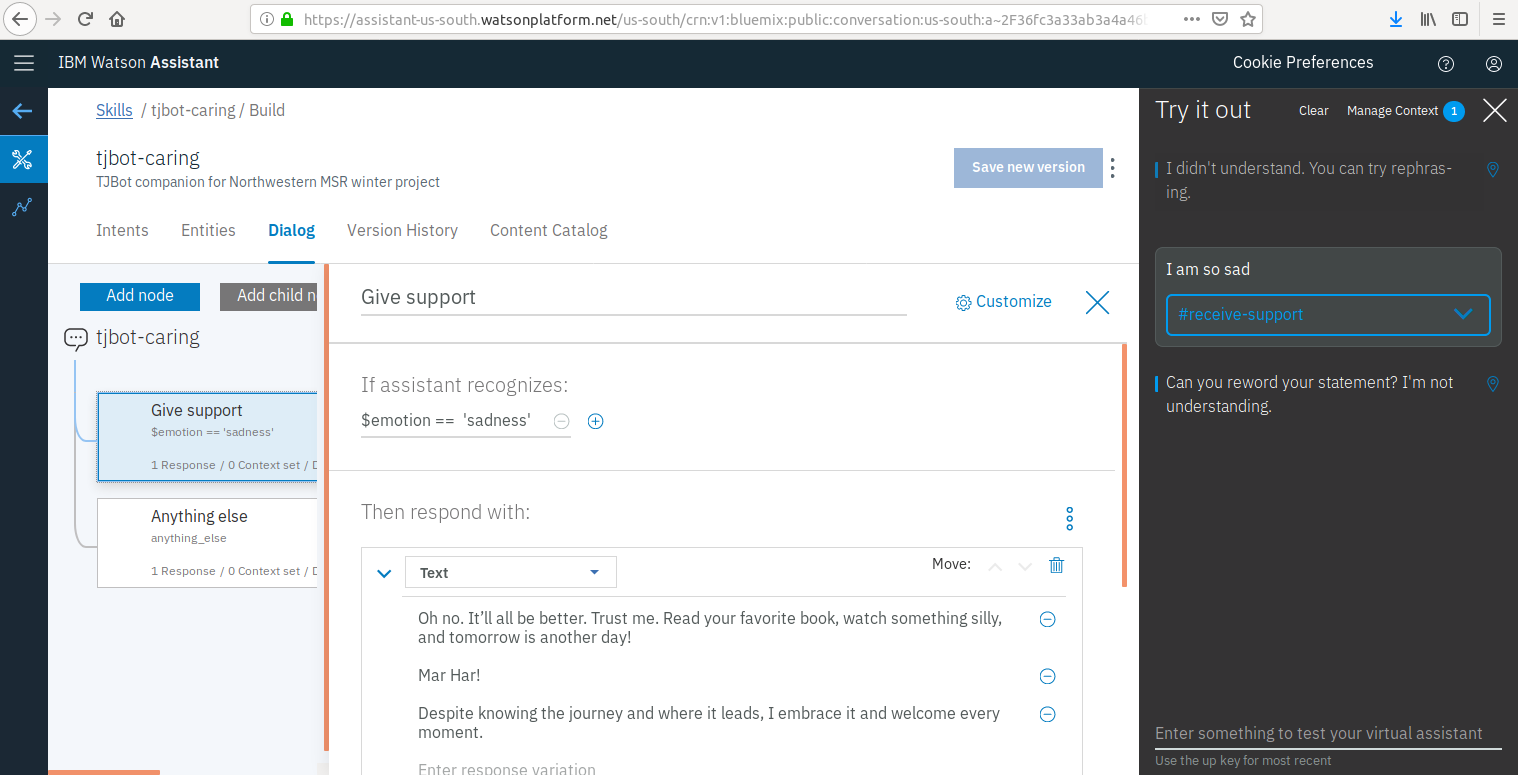 https://assistant-us-south.watsonplatform.net/us-south/crn:v1:bluemix:public:conversation:us-south:a~2F36fc3a33ab3a4a46
IBM Watson Assistant
Cookie Preferences
Skills / tjbot-caring / Build
tjbot-caring
TJBot companion for Northwestern MSR winter project
Save new version
Intents Entities Dialog Version History Content Catalog
Add node
Add child n
tjbot-caring
Give support
$emotion == 'sadness'
1 Response / 0 Context set / D
Anything else
anything_else
1 Response / 0 Context set / D
Give support
Customize
If assistant recognizes:
$emotion == 'sadness'
Then respond with:
Text
Move:
Oh no. It’ll all be better. Trust me. Read your favorite book, watch something silly,
and tomorrow is another day!
Mar Har!
Despite knowing the journey and where it leads, I embrace it and welcome every
moment.
Enter response variation
Try it out
Clear
Manage Context 1
I didn't understand. You can try rephras-
ing.
I am so sad
#receive-support
Can you reword your statement? I'm not
understanding.
Enter something to test your virtual assistant
Use the up key for most recent